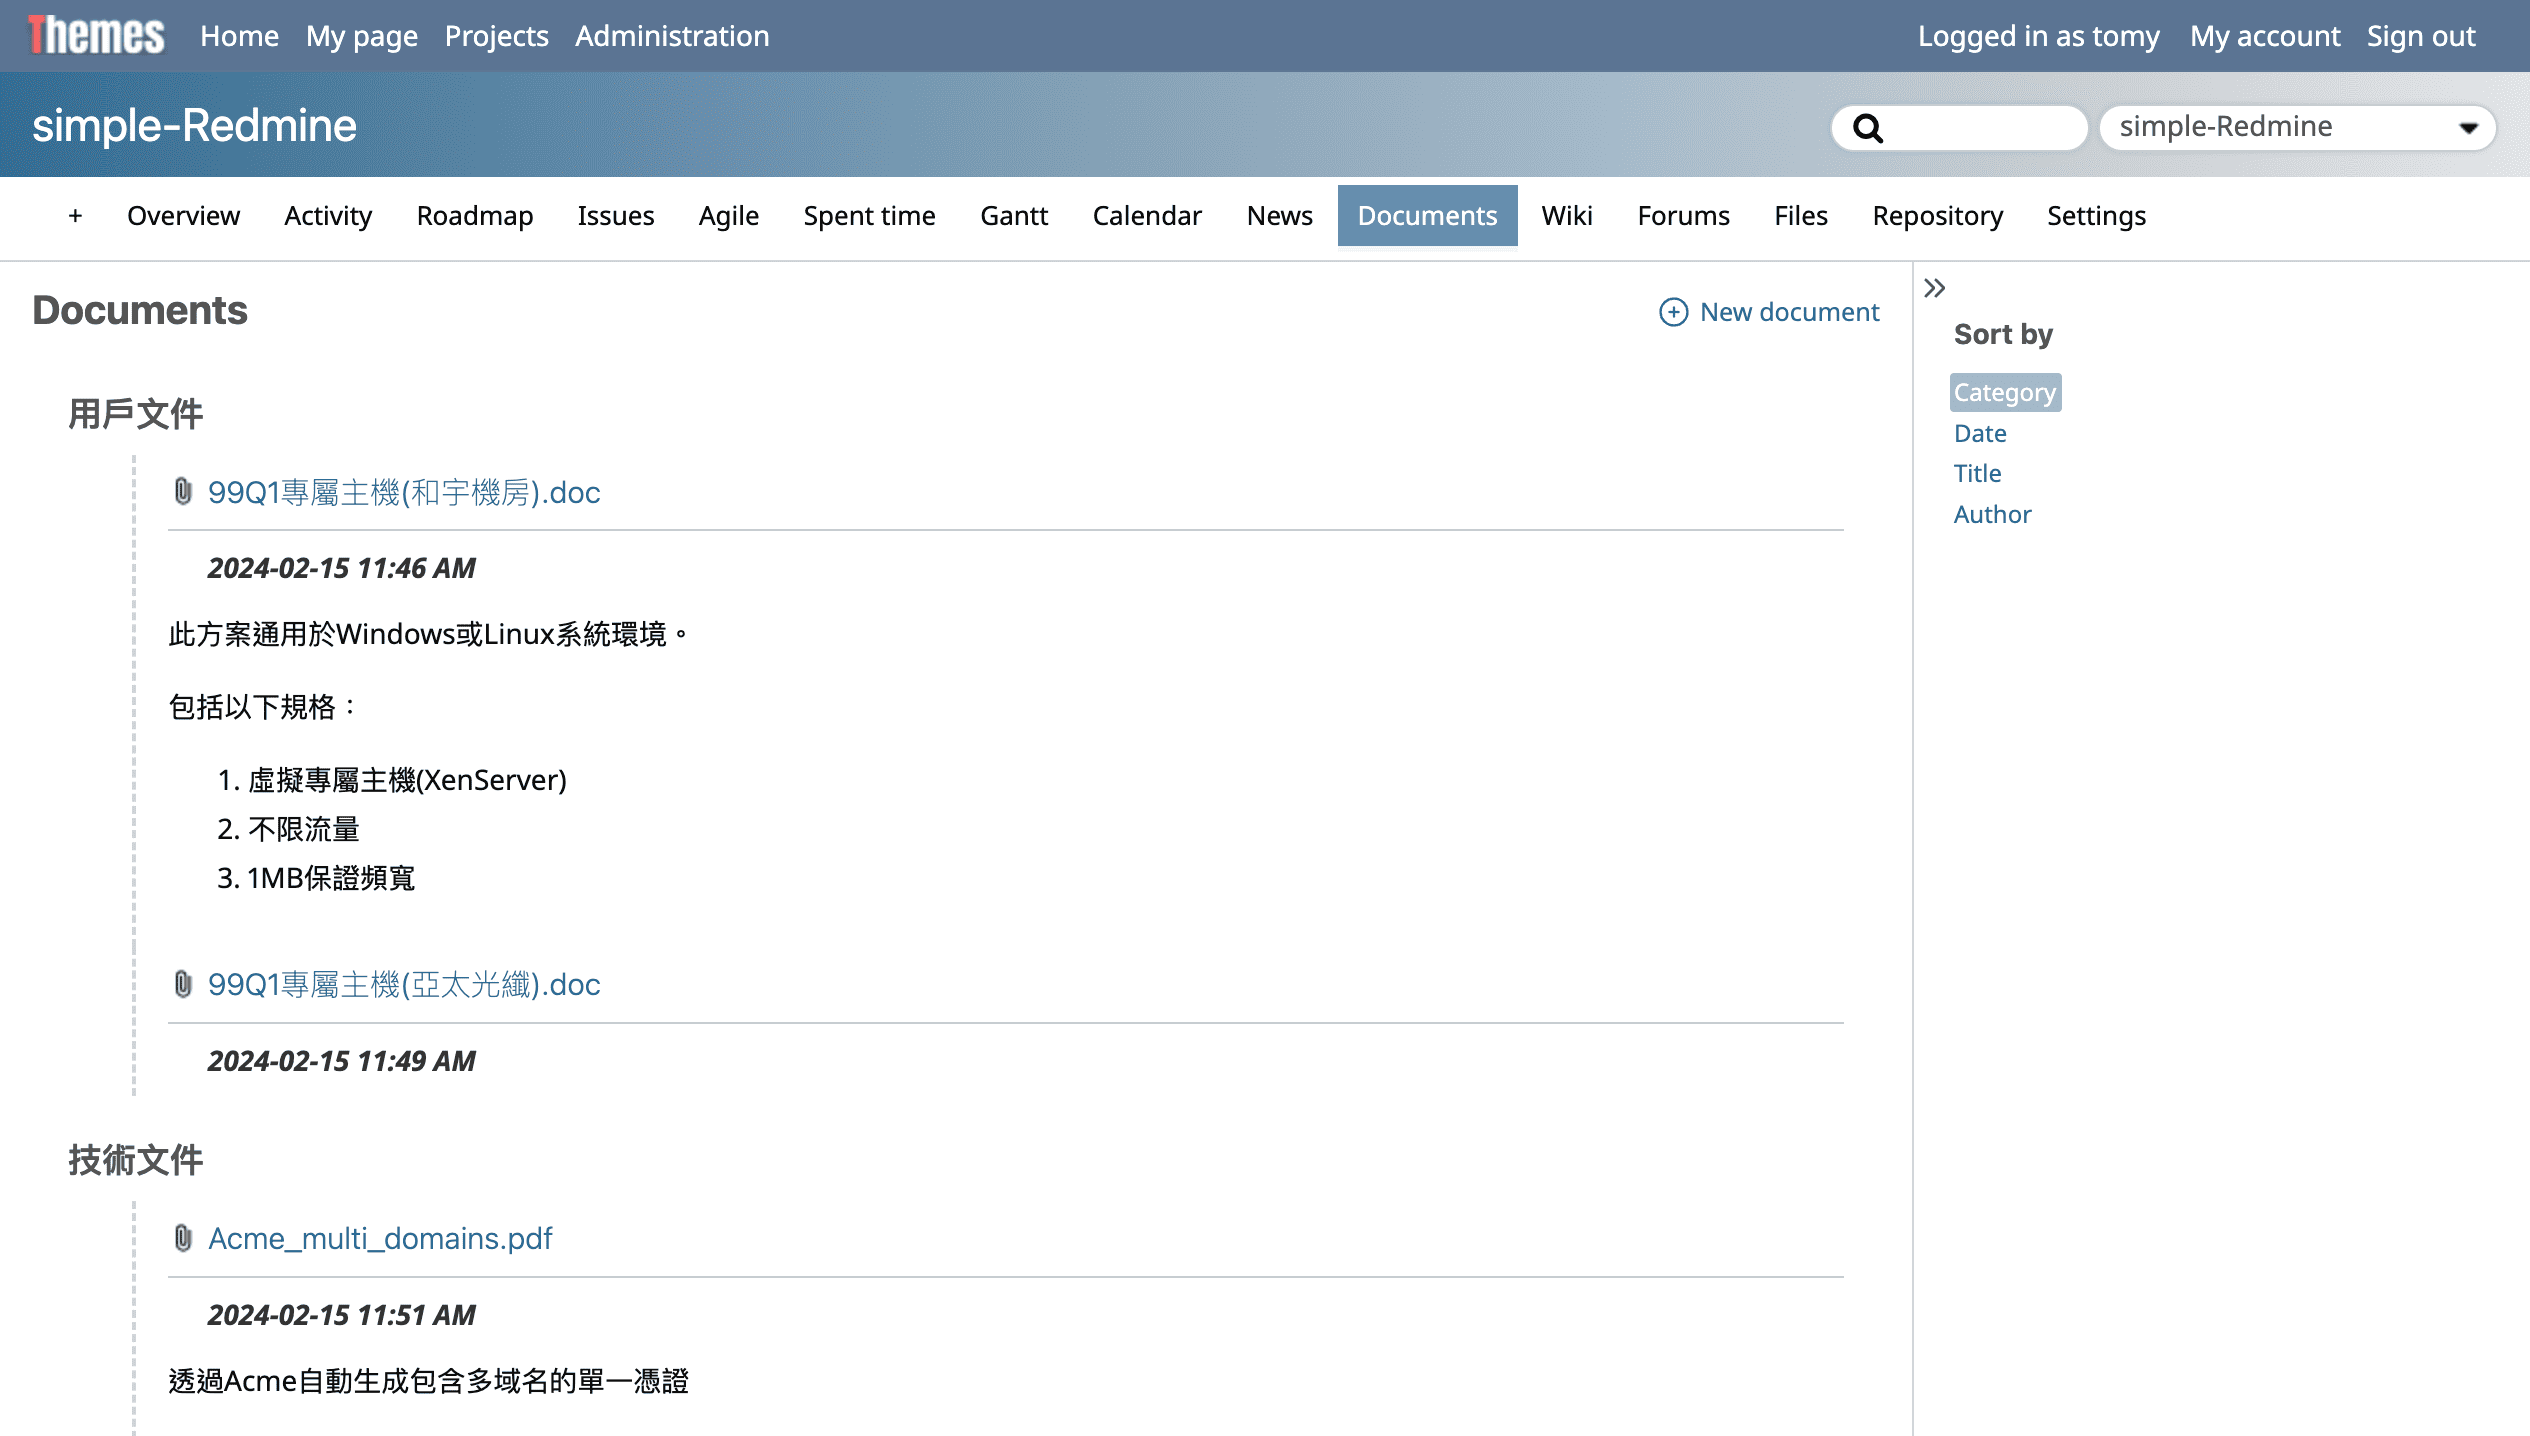 Themes Home My page Projects Administration Logged in as tomy My account Sign out
simple-Redmine simple-Redmine
+ Overview Activity Roadmap Issues Agile Spent time Gantt Calendar News Documents Wiki Forums Files Repository Settings
Documents New document
用戶文件
99Q1專屬主機(和宇機房).doc
2024-02-15 11:46 AM
此方案通用於Windows或Linux系統環境。
包括以下規格：
1. 虛擬專屬主機(XenServer)
2. 不限流量
3. 1MB保證頻寬
99Q1專屬主機(亞太光纖).doc
2024-02-15 11:49 AM
技術文件
Acme_multi_domains.pdf
2024-02-15 11:51 AM
透過Acme自動生成包含多域名的單一憑證
Sort by
Category
Date
Title
Author